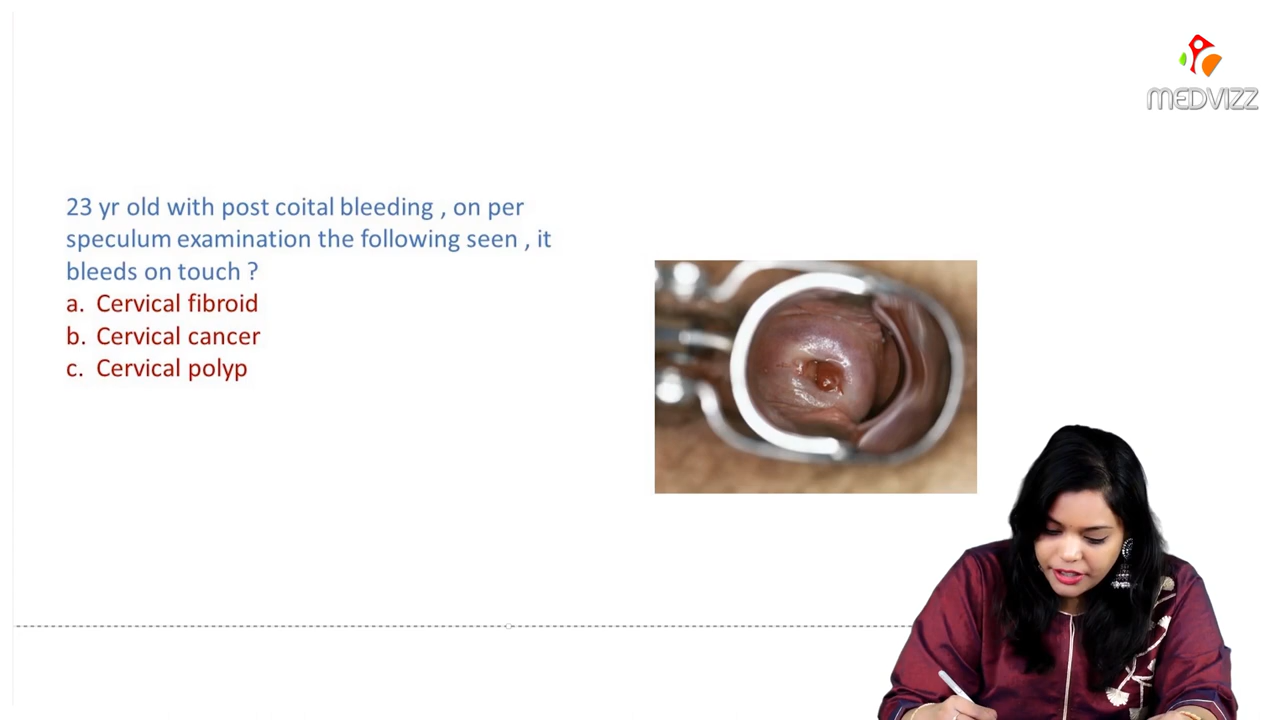 MEDVIZZ
23 yr old with post coital bleeding , on per
speculum examination the following seen , it
bleeds on touch ?
a. Cervical fibroid
b. Cervical cancer
c. Cervical polyp